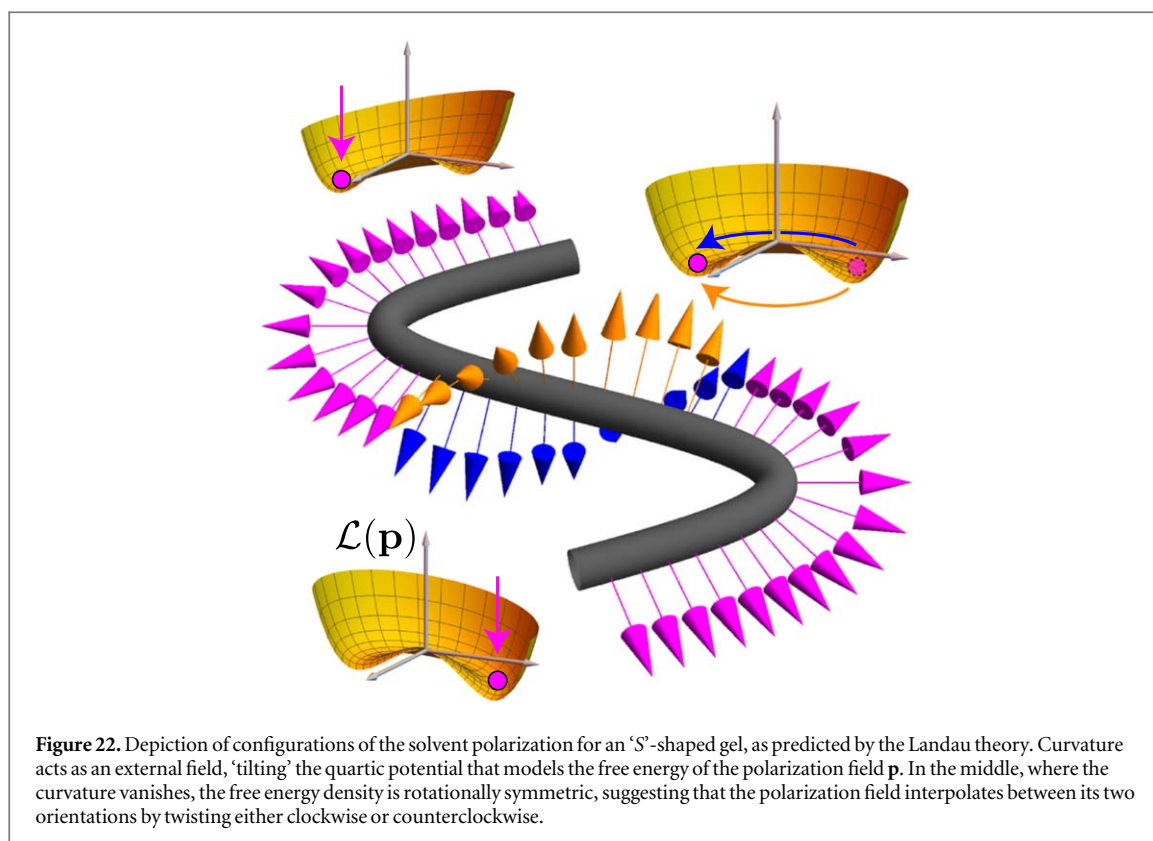 ℒ(𝐩)
Figure 22. Depiction of configurations of the solvent polarization for an ‘S’-shaped gel, as predicted by the Landau theory. Curvature
acts as an external field, ‘tilting’ the quartic potential that models the free energy of the polarization field p. In the middle, where the
curvature vanishes, the free energy density is rotationally symmetric, suggesting that the polarization field interpolates between its two
orientations by twisting either clockwise or counterclockwise.